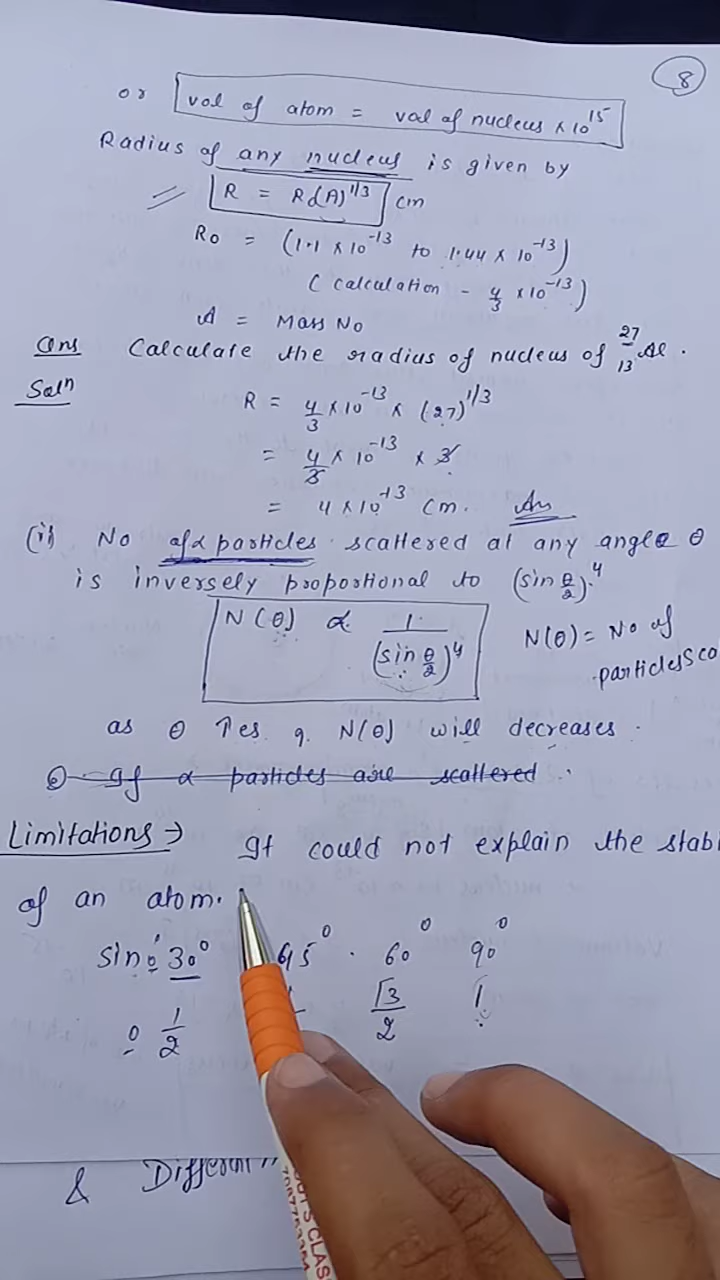 8
or vol of atom = vol of nucleus × 10^15
Radius of any nucleus is given by
R = R₀(A)^1/3 cm
R₀ = (1.1 × 10^-13 to 1.44 × 10^-13)
(Calculation - 4/3 × 10^-13)
A = Mass No
Qns Calculate the radius of nucleus of 27 13 Al.
Solⁿ
R = 4/3 × 10^-13 × (27)^1/3
= 4/3 × 10^-13 × 3
= 4 × 10^-13 cm. Ans
(i) No of α particles scattered at any angle θ
is inversely proportional to (sin θ/2)^4
N(θ) ∝ 1/(sin θ/2)^4
N(θ) = No of
particles sca
as θ ↑es, N(θ) will decreases.
If α particles are scattered
Limitations → It could not explain the stabi
of an atom.
sin 0° 30° 45° 60° 90°
0 1/2 √3/2 1
& Different